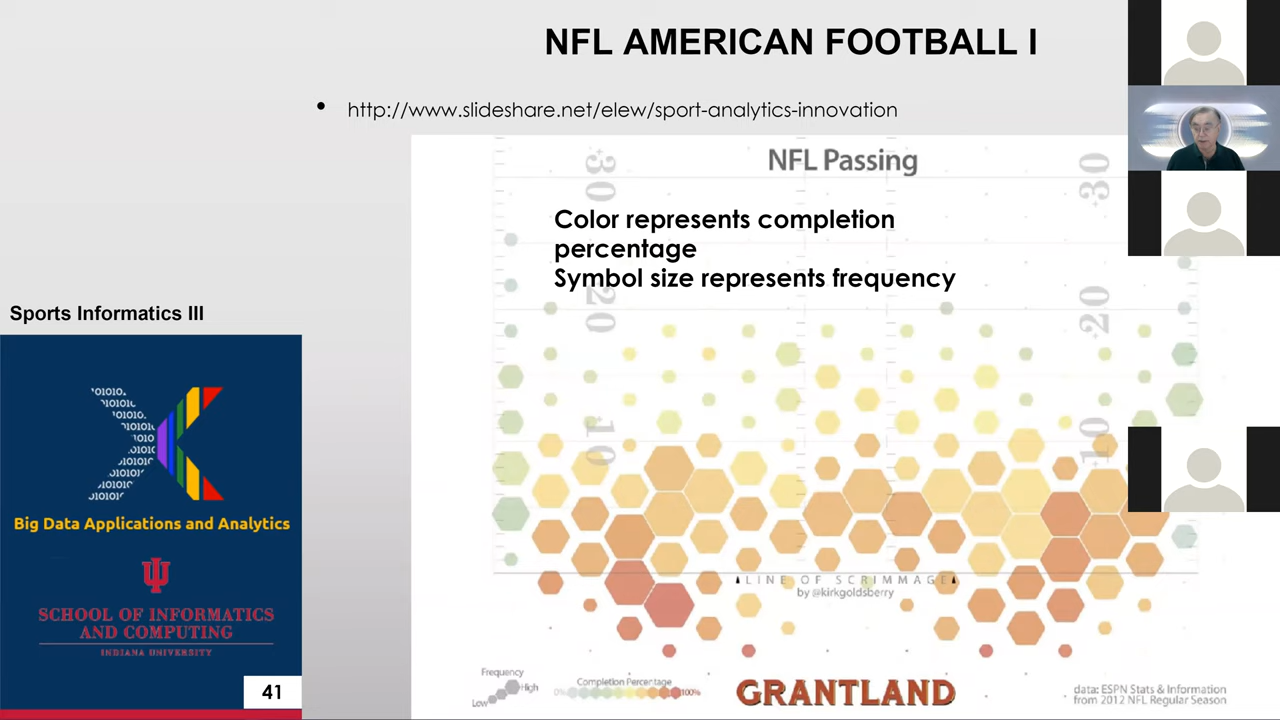 NFL AMERICAN FOOTBALL I
• http://www.slideshare.net/elew/sport-analytics-innovation
NFL Passing
30
30
Color represents completion
percentage
Symbol size represents frequency
20
20
Sports Informatics III
10
10
Big Data Applications and Analytics
LINE OF SCRIMMAGE
by @kirkgoldsberry
SCHOOL OF INFORMATICS
AND COMPUTING
INDIANA UNIVERSITY
Frequency
Low
High
Completion Percentage
0%
100%
GRANTLAND
data: ESPN Stats & Information
from 2012 NFL Regular Season
41